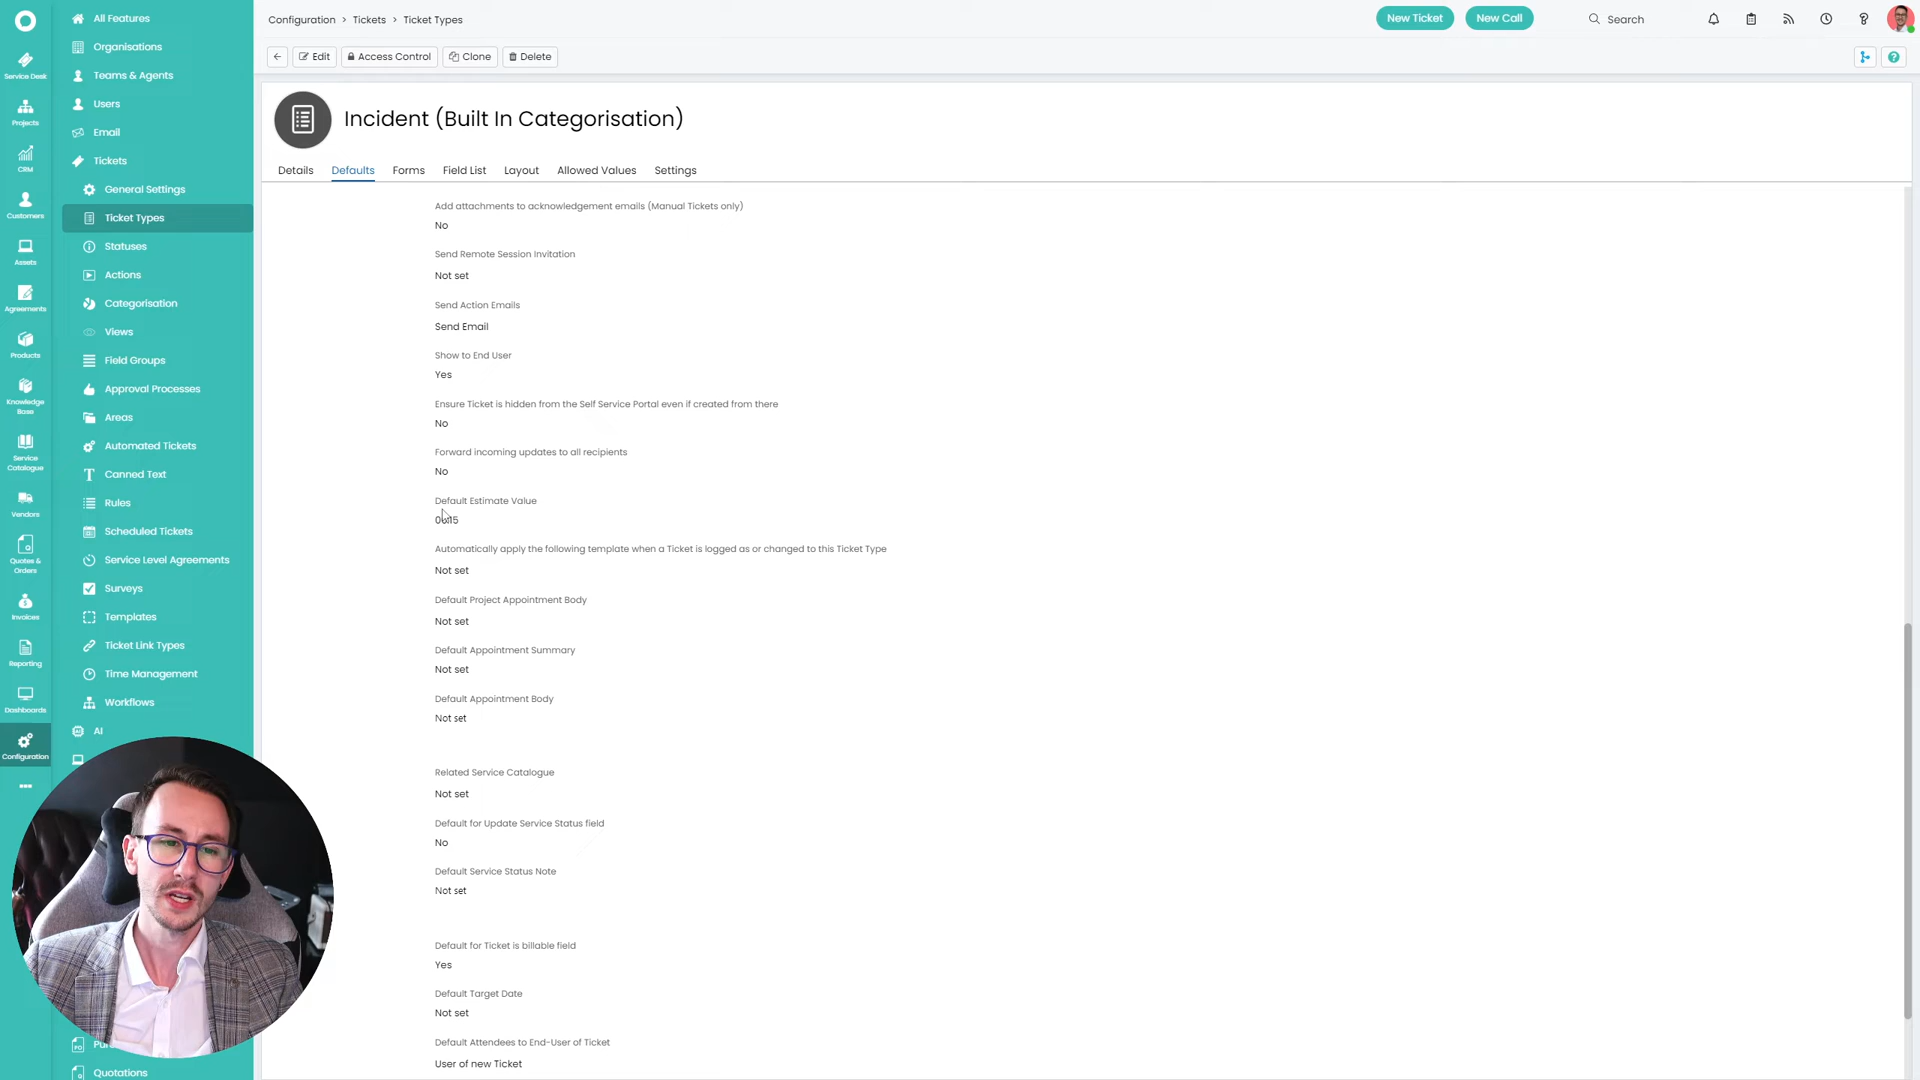 Configuration > Tickets > Ticket Types
New Ticket
New Call
Search
Edit
Access Control
Clone
Delete
Service Desk
Projects
CRM
Customers
Assets
Agreements
Products
Knowledge
Base
Service
Catalogue
Vendors
Quotes &
Orders
Invoices
Reporting
Dashboards
Configuration
All Features
Organisations
Teams & Agents
Users
Email
Tickets
General Settings
Ticket Types
Statuses
Actions
Categorisation
Views
Field Groups
Approval Processes
Areas
Automated Tickets
Canned Text
Rules
Scheduled Tickets
Service Level Agreements
Surveys
Templates
Ticket Link Types
Time Management
Workflows
AI
Quotations
Incident (Built In Categorisation)
Details
Defaults
Forms
Field List
Layout
Allowed Values
Settings
Add attachments to acknowledgement emails (Manual Tickets only)
No
Send Remote Session Invitation
Not set
Send Action Emails
Send Email
Show to End User
Yes
Ensure Ticket is hidden from the Self Service Portal even if created from there
No
Forward incoming updates to all recipients
No
Default Estimate Value
Automatically apply the following template when a Ticket is logged as or changed to this Ticket Type
Not set
Default Project Appointment Body
Not set
Default Appointment Summary
Not set
Default Appointment Body
Not set
Related Service Catalogue
Not set
Default for Update Service Status field
No
Default Service Status Note
Not set
Default for Ticket is billable field
Yes
Default Target Date
Not set
Default Attendees to End-User of Ticket
User of new Ticket